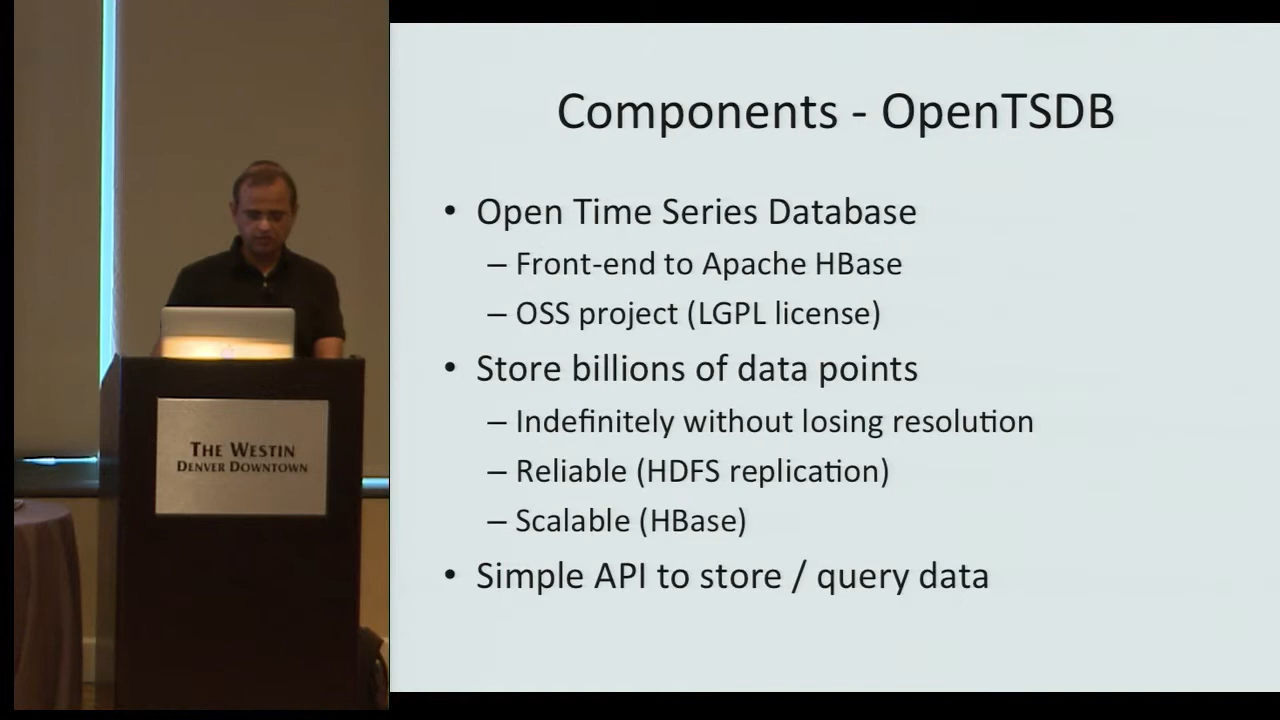 Components - OpenTSDB
• Open Time Series Database
– Front-end to Apache HBase
– OSS project (LGPL license)
• Store billions of data points
– Indefinitely without losing resolution
– Reliable (HDFS replication)
– Scalable (HBase)
• Simple API to store / query data
THE WESTIN
DENVER DOWNTOWN